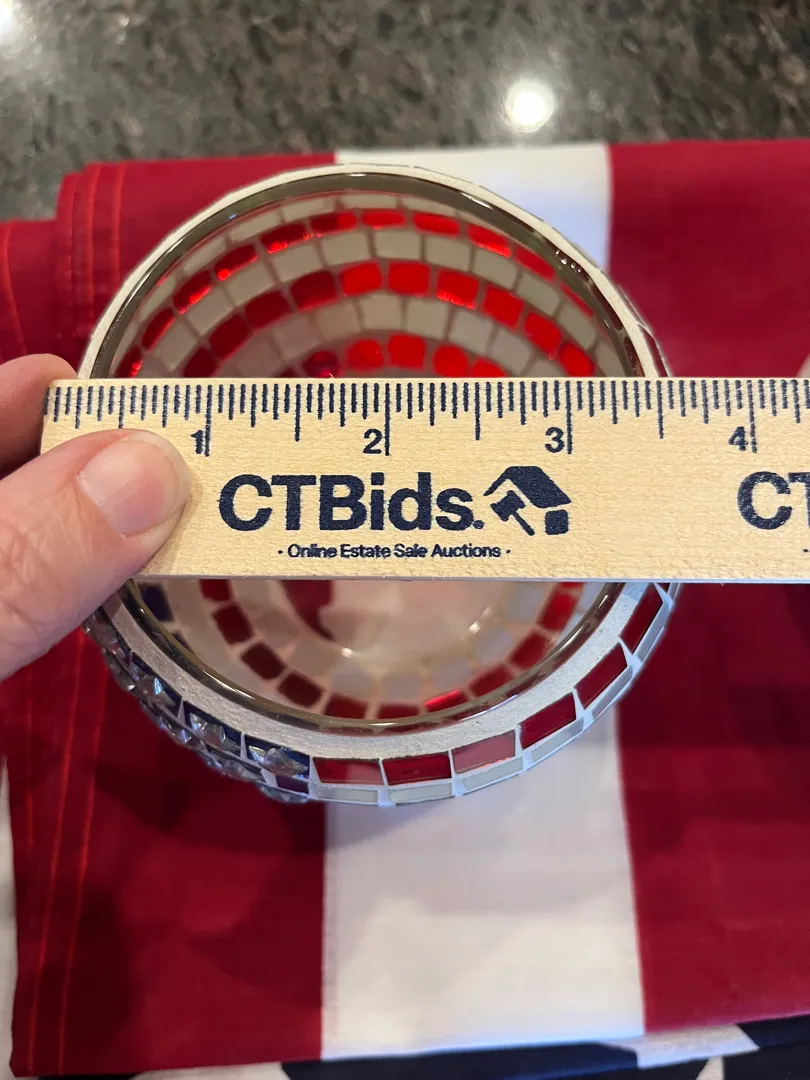 1 2 3 4
CTBids. CT
· Online Estate Sale Auctions ·